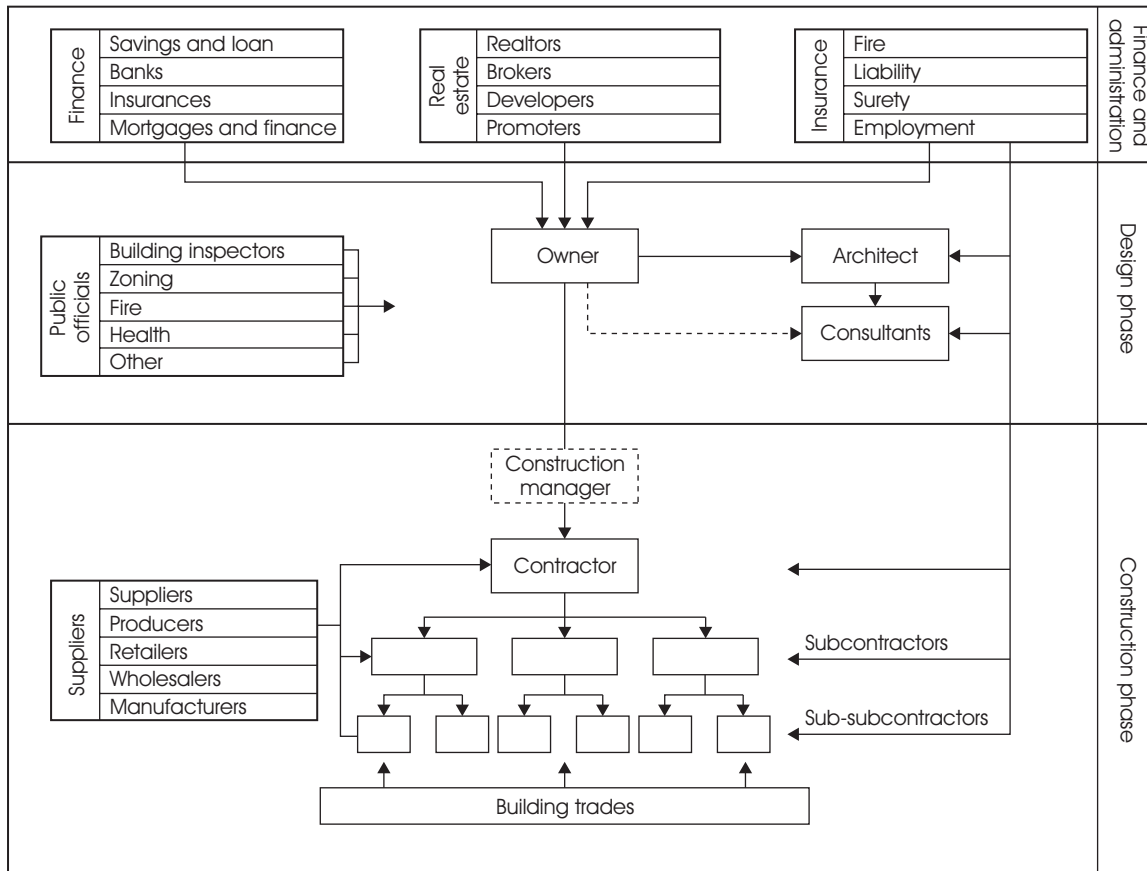 Finance
Savings and loan
Banks
Insurances
Mortgages and finance
Real
estate
Realtors
Brokers
Developers
Promoters
Insurance
Fire
Liability
Surety
Employment
Finance and
administration
Public
officials
Building inspectors
Zoning
Fire
Health
Other
Owner
Architect
Consultants
Design phase
Construction
manager
Contractor
Suppliers
Suppliers
Producers
Retailers
Wholesalers
Manufacturers
Subcontractors
Sub-subcontractors
Building trades
Construction phase